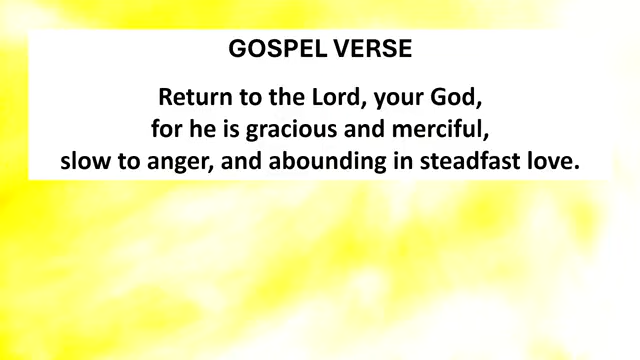 GOSPEL VERSE
Return to the Lord, your God,
for he is gracious and merciful,
slow to anger, and abounding in steadfast love.